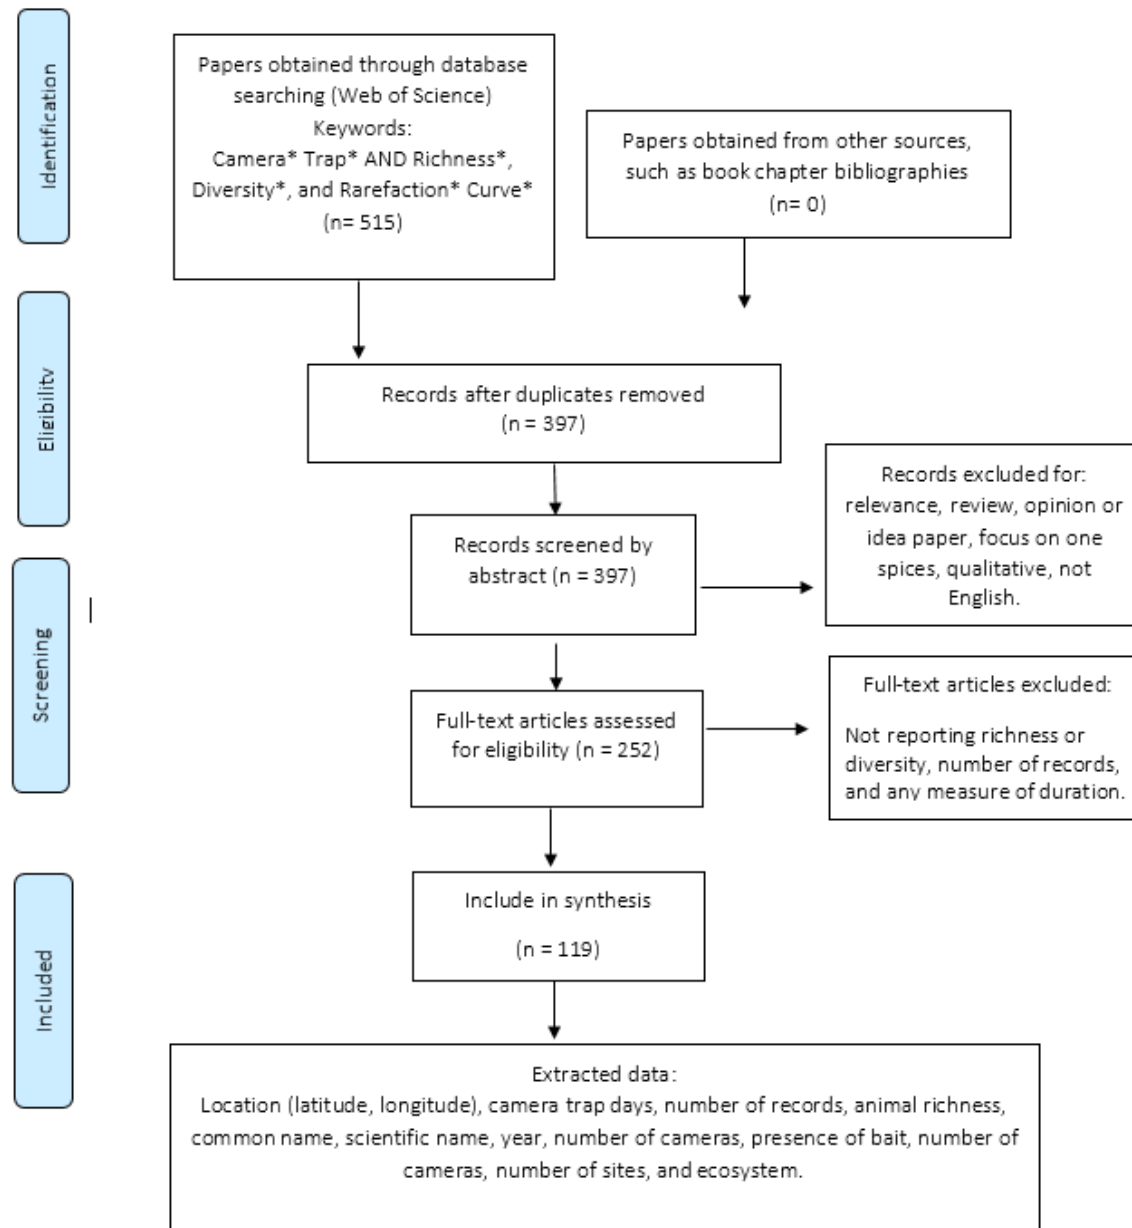 Identification
Papers obtained through database
searching (Web of Science)
Keywords:
Camera* Trap* AND Richness*,
Diversity*, and Rarefaction* Curve*
(n= 515)
Papers obtained from other sources,
such as book chapter bibliographies
(n= 0)
Eligibility
Records after duplicates removed
(n = 397)
Records screened by
abstract (n = 397)
Records excluded for:
relevance, review, opinion or
idea paper, focus on one
spices, qualitative, not
English.
Screening
Full-text articles assessed
for eligibility (n = 252)
Full-text articles excluded:
Not reporting richness or
diversity, number of records,
and any measure of duration.
Included
Include in synthesis
(n = 119)
Extracted data:
Location (latitude, longitude), camera trap days, number of records, animal richness,
common name, scientific name, year, number of cameras, presence of bait, number of
cameras, number of sites, and ecosystem.